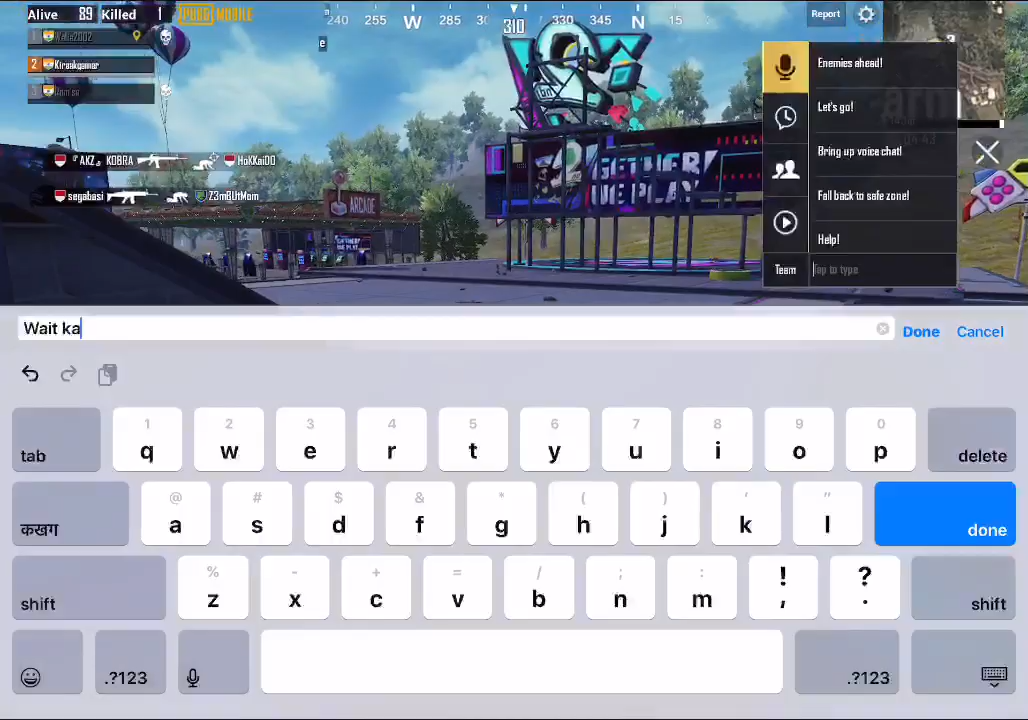 Alive 89 Killed 1 PUBG MOBILE
240 255 W 285 310 330 345 N 15
Report
2 Kiraakgamer
AKZ KOBRA HoKKaiDO
segabasi Z3mBUtMom
ARCADE
Enemies ahead!
Let's go!
Bring up voice chat!
Fall back to safe zone!
Help!
Team Tap to type
Wait ka
Done Cancel
1 2 3 4 5 6 7 8 9 0
tab q w e r t y u i o p delete
@ # $ & * ( ) ' "
कखग a s d f g h j k l done
% - + = / ; : ! ?
shift z x c v b n m , . shift
.?123 .?123